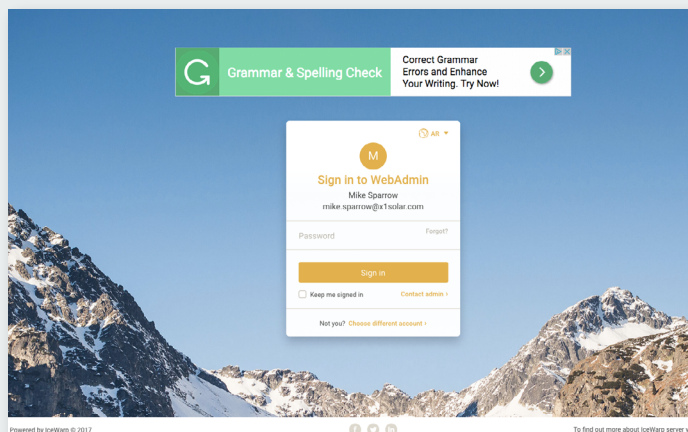 Grammar & Spelling Check
Correct Grammar
Errors and Enhance
Your Writing. Try Now!
All
M
Sign in to WebAdmin
Mike Sparrow
mike.sparrow@x1solar.com
Password
Forgot?
Sign in
Keep me signed in
Contact admin ›
Not you? Choose different account ›
Powered by IceWarp © 2017
To find out more about IceWarp server v